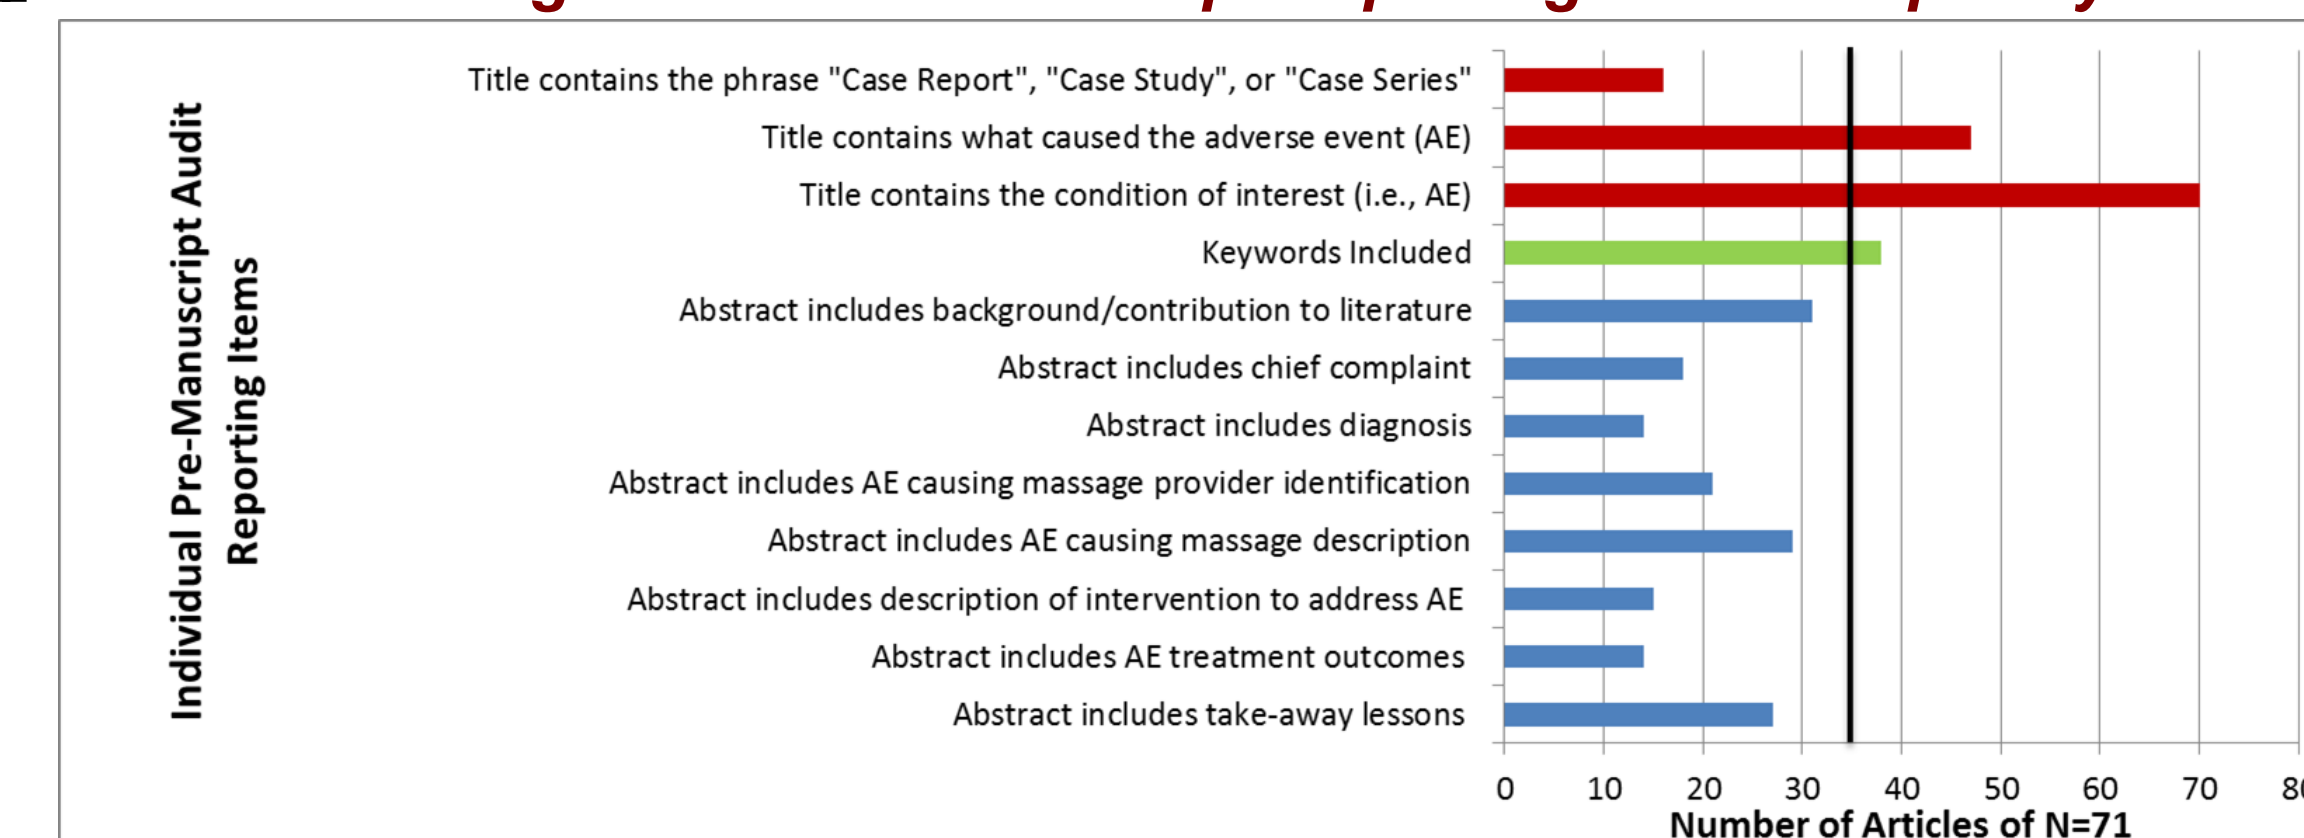 Individual Pre-Manuscript Audit
Reporting Items
Title contains the phrase "Case Report", "Case Study", or "Case Series"
Title contains what caused the adverse event (AE)
Title contains the condition of interest (i.e., AE)
Keywords Included
Abstract includes background/contribution to literature
Abstract includes chief complaint
Abstract includes diagnosis
Abstract includes AE causing massage provider identification
Abstract includes AE causing massage description
Abstract includes description of intervention to address AE
Abstract includes AE treatment outcomes
Abstract includes take-away lessons
0 10 20 30 40 50 60 70 80
Number of Articles of N=71